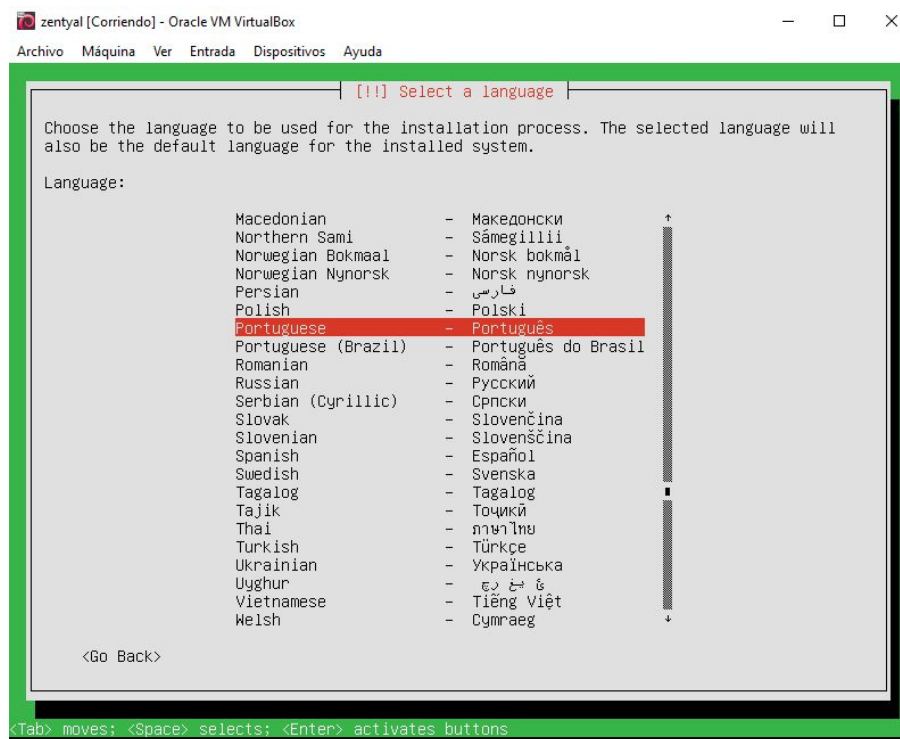 zentyal [Corriendo] - Oracle VM VirtualBox
Archivo Máquina Ver Entrada Dispositivos Ayuda
[!!] Select a language
Choose the language to be used for the installation process. The selected language will
also be the default language for the installed system.
Language:
Macedonian - Македонски
Northern Sami - Sámegillii
Norwegian Bokmaal - Norsk bokmål
Norwegian Nynorsk - Norsk nynorsk
Persian - فارسی
Polish - Polski
Portuguese - Português
Portuguese (Brazil) - Português do Brasil
Romanian - Română
Russian - Русский
Serbian (Cyrillic) - Српски
Slovak - Slovenčina
Slovenian - Slovenščina
Spanish - Español
Swedish - Svenska
Tagalog - Tagalog
Tajik - Тоҷикӣ
Thai - ภาษาไทย
Turkish - Türkçe
Ukrainian - Українська
Uyghur -
Vietnamese - Tiếng Việt
Welsh - Cymraeg
<Go Back>
<Tab> moves; <Space> selects; <Enter> activates buttons